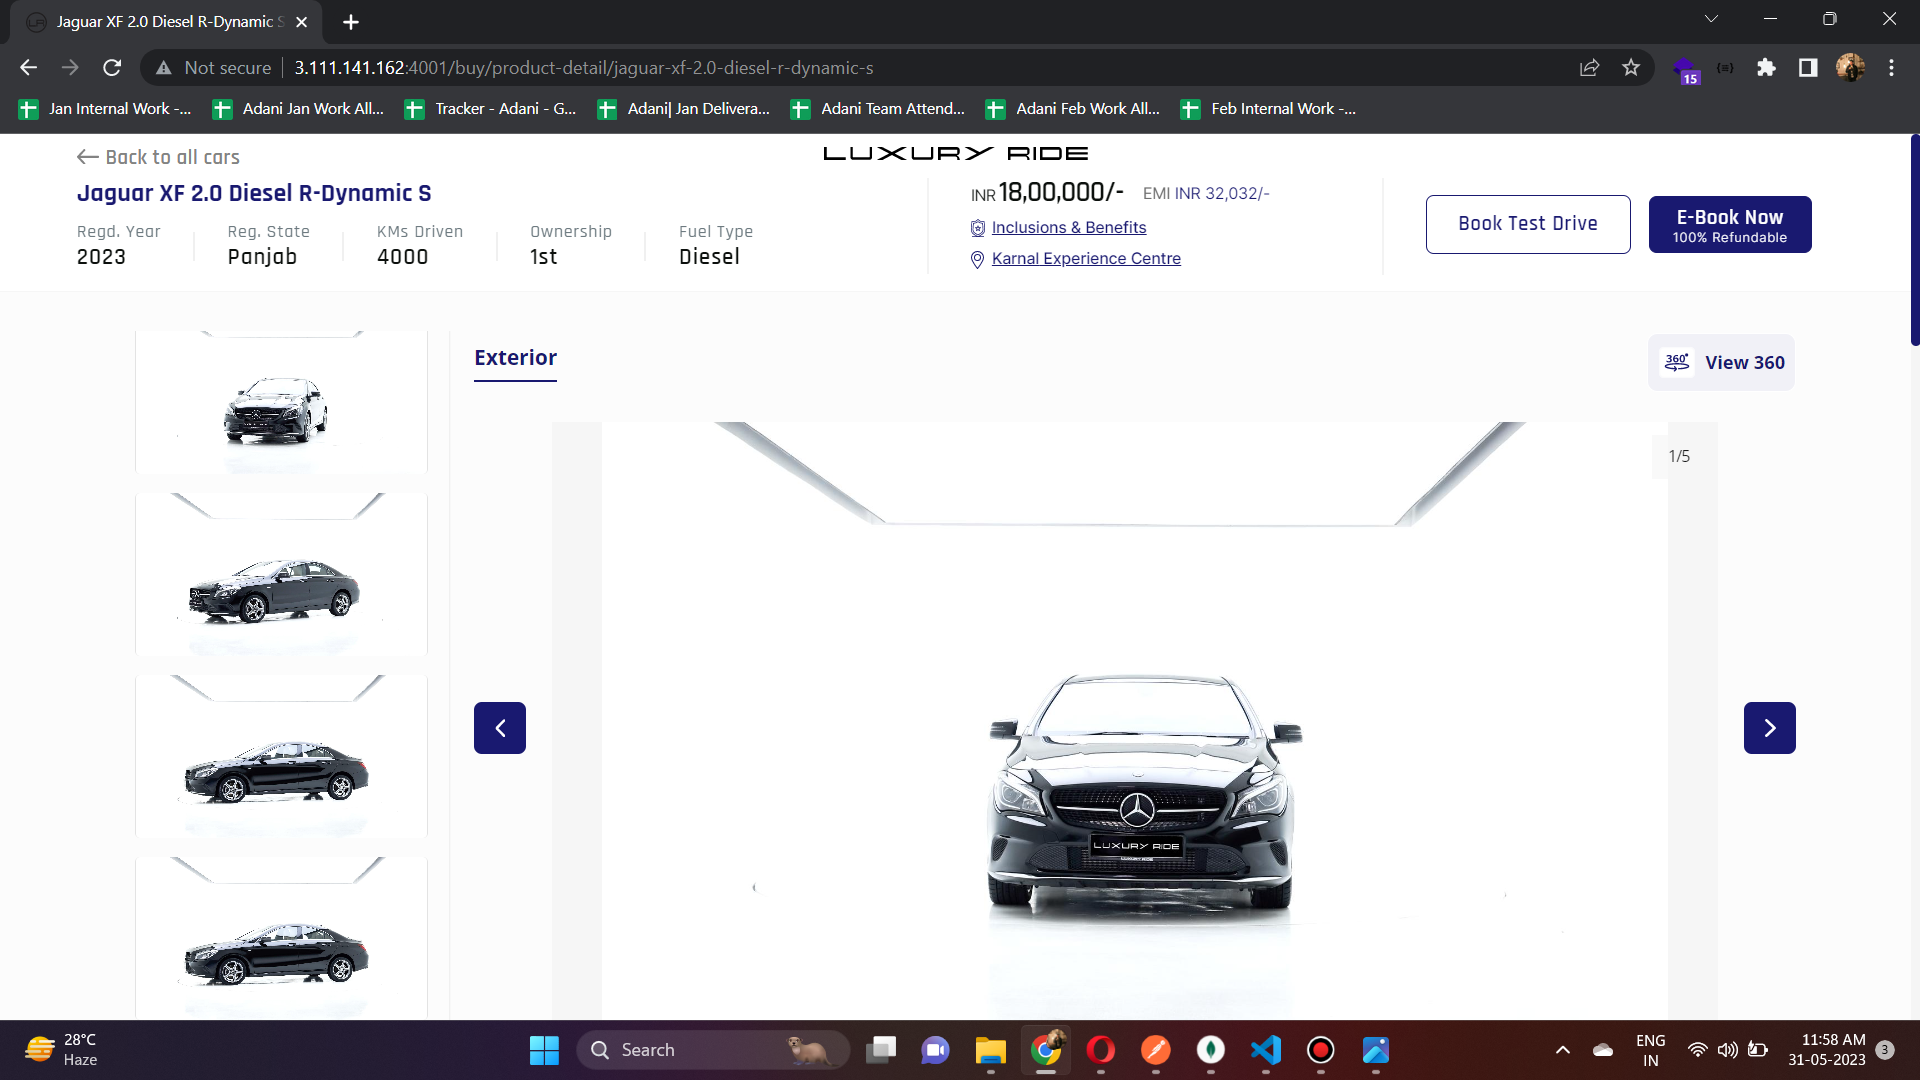 Jaguar XF 2.0 Diesel R-Dynamic S
Not secure
3.111.141.162:4001/buy/product-detail/jaguar-xf-2.0-diesel-r-dynamic-s
15
Jan Internal Work -...
Adani Jan Work All...
Tracker - Adani - G...
Adani| Jan Delivera...
Adani Team Attend...
Adani Feb Work All...
Feb Internal Work -...
Back to all cars
LUXURY RIDE
Jaguar XF 2.0 Diesel R-Dynamic S
Regd. Year
2023
Reg. State
Panjab
KMs Driven
4000
Ownership
1st
Fuel Type
Diesel
INR 18,00,000/-
EMI INR 32,032/-
Inclusions & Benefits
Karnal Experience Centre
Book Test Drive
E-Book Now
100% Refundable
Exterior
360°
View 360
1/5
LUXURY RIDE
LUXURY RIDE
28°C
Haze
Search
ENG
IN
11:58 AM
31-05-2023
3